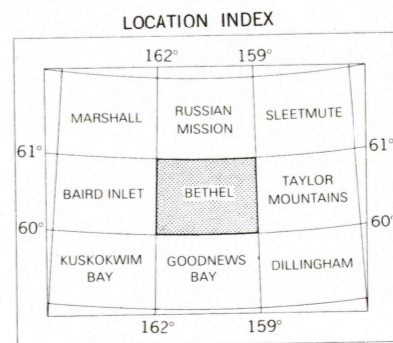 LOCATION INDEX
162° 159°
MARSHALL
RUSSIAN
MISSION
SLEETMUTE
61° 61°
BAIRD INLET
BETHEL
TAYLOR
MOUNTAINS
60° 60°
KUSKOKWIM
BAY
GOODNEWS
BAY
DILLINGHAM
162° 159°